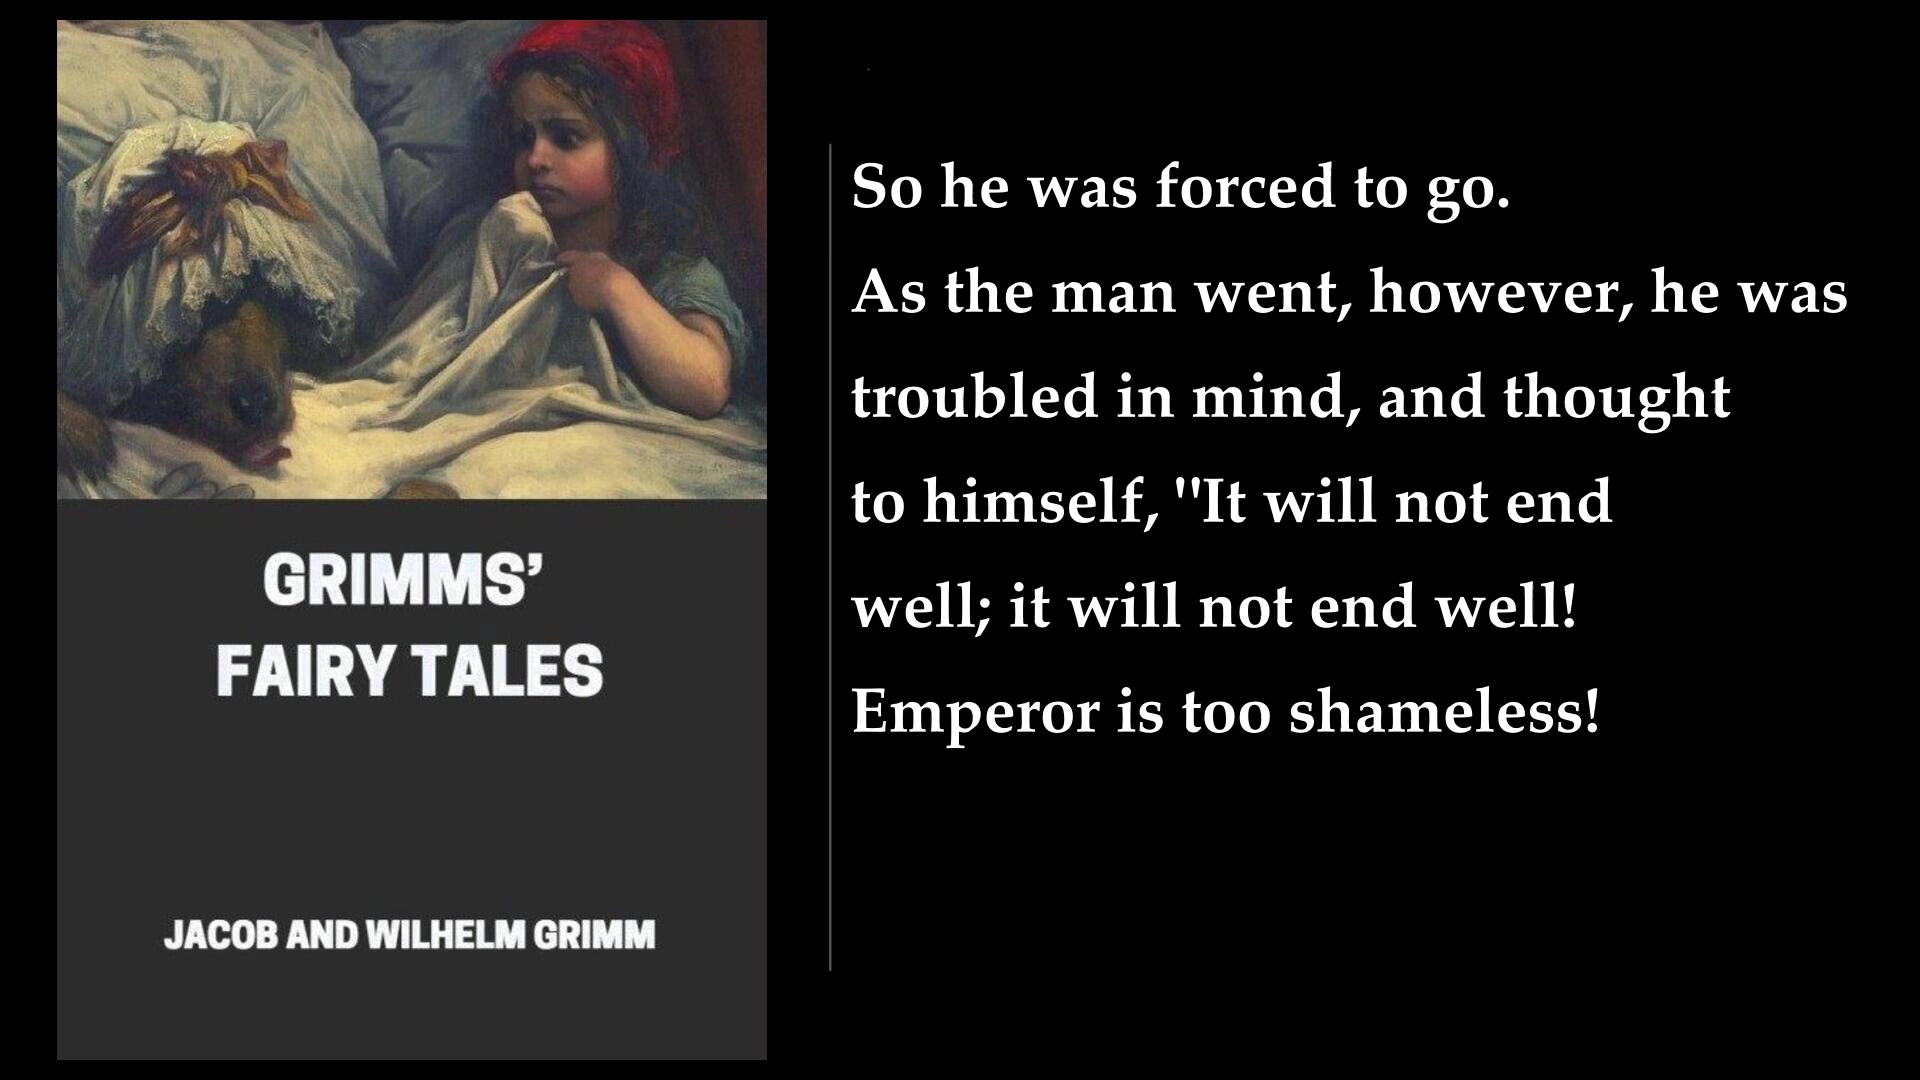 GRIMMS’
FAIRY TALES
JACOB AND WILHELM GRIMM
So he was forced to go.
As the man went, however, he was
troubled in mind, and thought
to himself, "It will not end
well; it will not end well!
Emperor is too shameless!